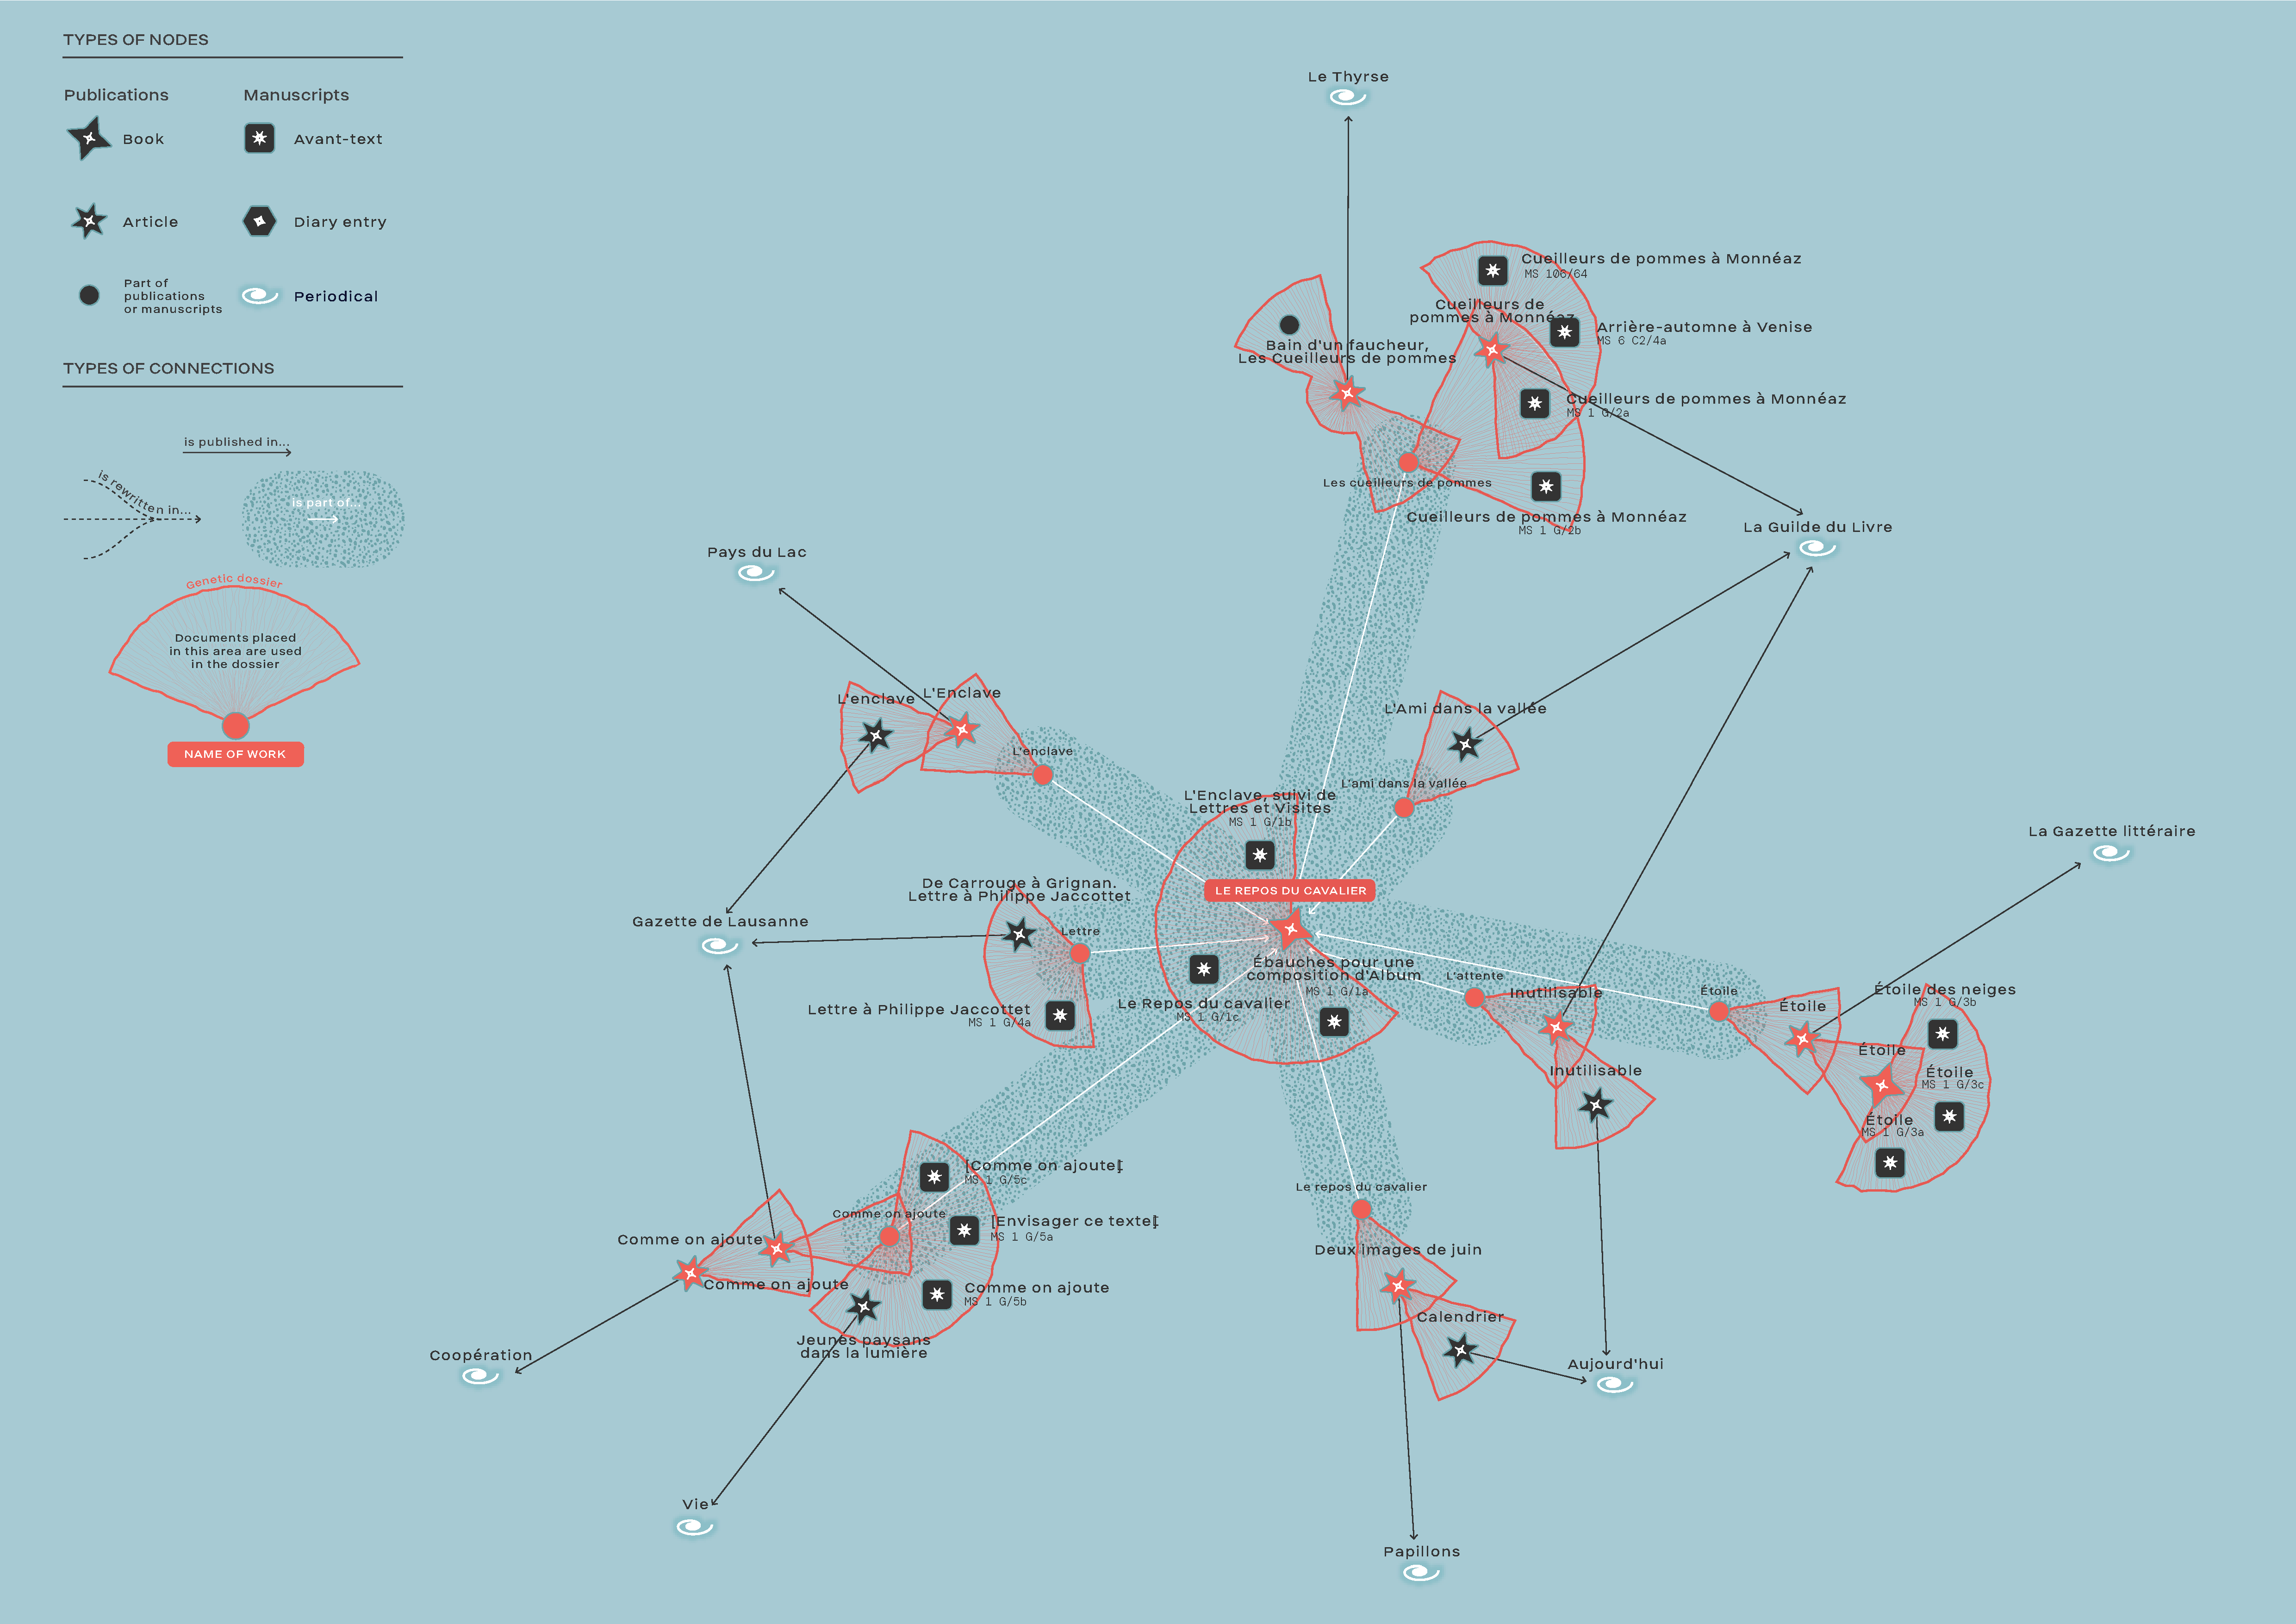 TYPES OF NODES
Publications
Manuscripts
Book
Avant-text
Article
Diary entry
Part of
publications
or manuscripts
Periodical
TYPES OF CONNECTIONS
is published in...
is rewritten in...
is part of...
Genetic dossier
Documents placed
in this area are used
in the dossier
NAME OF WORK
Le Thyrse
Cueilleurs de pommes à Monnéaz
MS 106/64
Cueilleurs de
pommes à Monnéaz
Arrière-automne à Venise
MS 6 C2/4a
Bain d'un faucheur,
Les Cueilleurs de pommes
Cueilleurs de pommes à Monnéaz
MS 1 G/2a
Les cueilleurs de pommes
Cueilleurs de pommes à Monnéaz
MS 1 G/2b
La Guilde du Livre
Pays du Lac
L'enclave
L'Enclave
L'enclave
L'Ami dans la vallée
L'ami dans la vallée
L'Enclave, suivi de
Lettres et Visites
MS 1 G/1b
La Gazette littéraire
LE REPOS DU CAVALIER
De Carrouge à Grignan.
Lettre à Philippe Jaccottet
Gazette de Lausanne
Lettre
Ébauches pour une
composition d'Album
MS 1 G/1a
L'attente
Inutilisable
Étoile
Étoile
Étoile des neiges
MS 1 G/3b
Lettre à Philippe Jaccottet
MS 1 G/4a
Le Repos du cavalier
MS 1 G/1c
Étoile
Inutilisable
Étoile
MS 1 G/3c
Étoile
MS 1 G/3a
[Comme on ajoute]
MS 1 G/5c
Le repos du cavalier
Comme on ajoute
[Envisager ce texte]
MS 1 G/5a
Comme on ajoute
Deux images de juin
Comme on ajoute
Comme on ajoute
MS 1 G/5b
Calendrier
Jeunes paysans
dans la lumière
Coopération
Aujourd'hui
Vie
Papillons